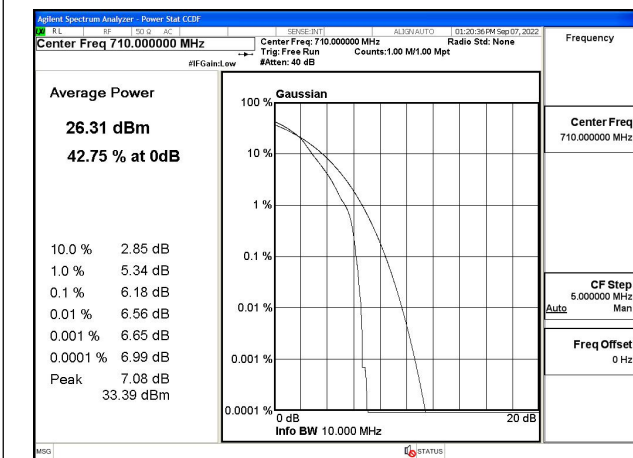 Agilent Spectrum Analyzer - Power Stat CCDF
RL RF 50 Ω AC SENSE:INT ALIGN AUTO 01:20:36 PM Sep 07, 2022
Center Freq 710.000000 MHz
Center Freq: 710.000000 MHz Radio Std: None
Trig: Free Run Counts:1.00 M/1.00 Mpt
#IFGain:Low #Atten: 40 dB
Frequency
Average Power
26.31 dBm
42.75 % at 0dB
10.0 % 2.85 dB
1.0 % 5.34 dB
0.1 % 6.18 dB
0.01 % 6.56 dB
0.001 % 6.65 dB
0.0001 % 6.99 dB
Peak 7.08 dB
33.39 dBm
Gaussian
100 %
10 %
1 %
0.1 %
0.01 %
0.001 %
0.0001 %
0 dB 20 dB
Info BW 10.000 MHz
Center Freq
710.000000 MHz
CF Step
5.000000 MHz
Auto Man
Freq Offset
0 Hz
MSG STATUS